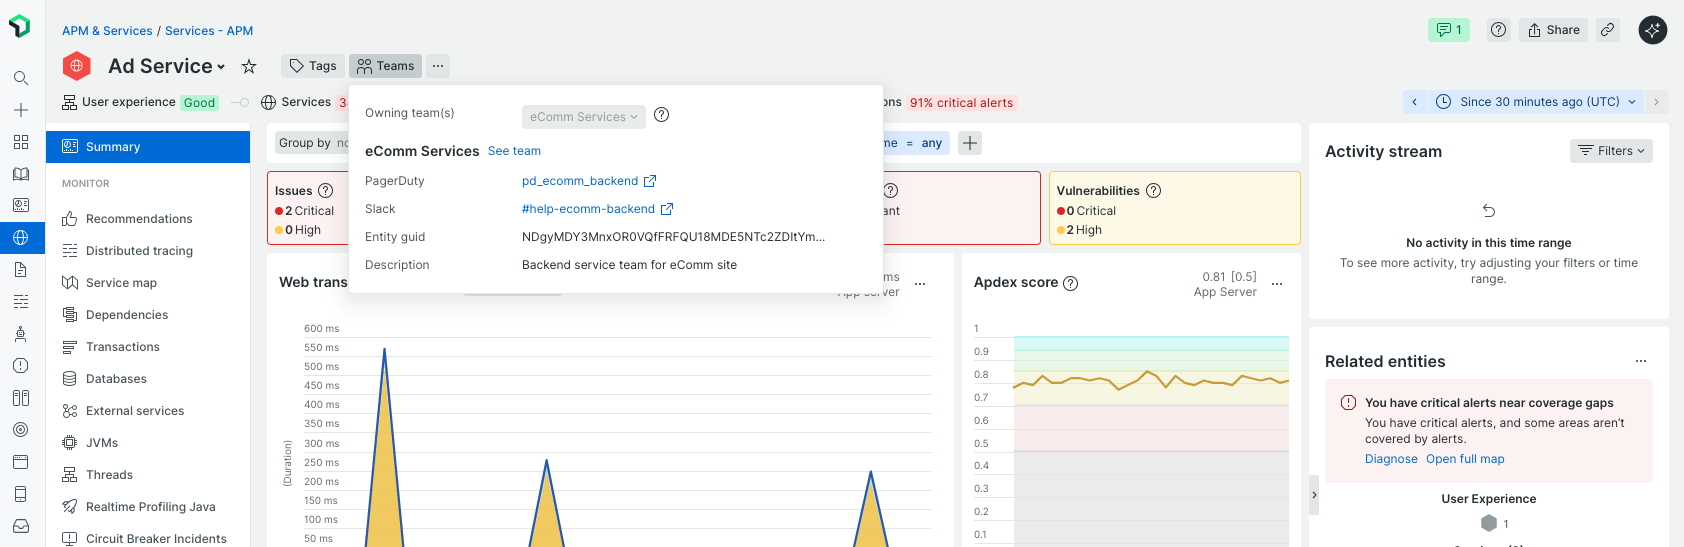 APM & Services / Services - APM
1
Share
Ad Service
Tags
Teams
...
User experience Good
Services 3
ons 91% critical alerts
Since 30 minutes ago (UTC)
Owning team(s)
eComm Services
eComm Services See team
PagerDuty
pd_ecomm_backend
Slack
#help-ecomm-backend
Entity guid
Description
Backend service team for eComm site
Summary
MONITOR
Recommendations
Distributed tracing
Service map
Dependencies
Transactions
Databases
External services
JVMs
Threads
Realtime Profiling Java
Circuit Breaker Incidents
Group by no
me = any
Issues
2 Critical
0 High
ant
Vulnerabilities
0 Critical
2 High
Web trans
ms
App server
...
600 ms
550 ms
500 ms
450 ms
400 ms
350 ms
300 ms
250 ms
200 ms
150 ms
100 ms
50 ms
(Duration)
Apdex score
0.81 [0.5]
App Server
...
1
0.9
0.8
0.7
0.6
0.5
0.4
0.3
0.2
0.1
Activity stream
Filters
No activity in this time range
To see more activity, try adjusting your filters or time
range.
Related entities
...
You have critical alerts near coverage gaps
You have critical alerts, and some areas aren't
covered by alerts.
Diagnose Open full map
User Experience
1